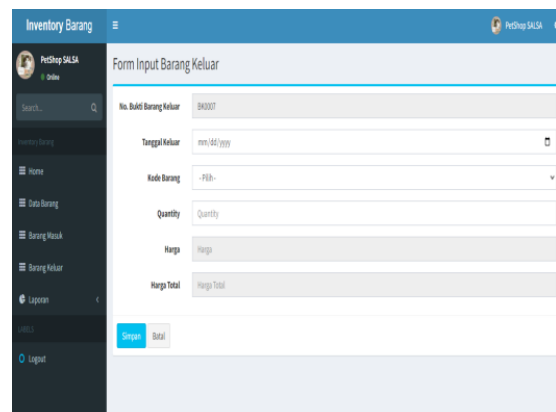 Inventory Barang
PetShop SALSA
PetShop SALSA
Online
Search...
Inventory Barang
Home
Data Barang
Barang Masuk
Barang Keluar
Laporan
LABELS
Logout
Form Input Barang Keluar
No. Bukti Barang Keluar BK0007
Tanggal Keluar mm/dd/yyyy
Kode Barang - Pilih -
Quantity Quantity
Harga Harga
Harga Total Harga Total
Simpan Batal